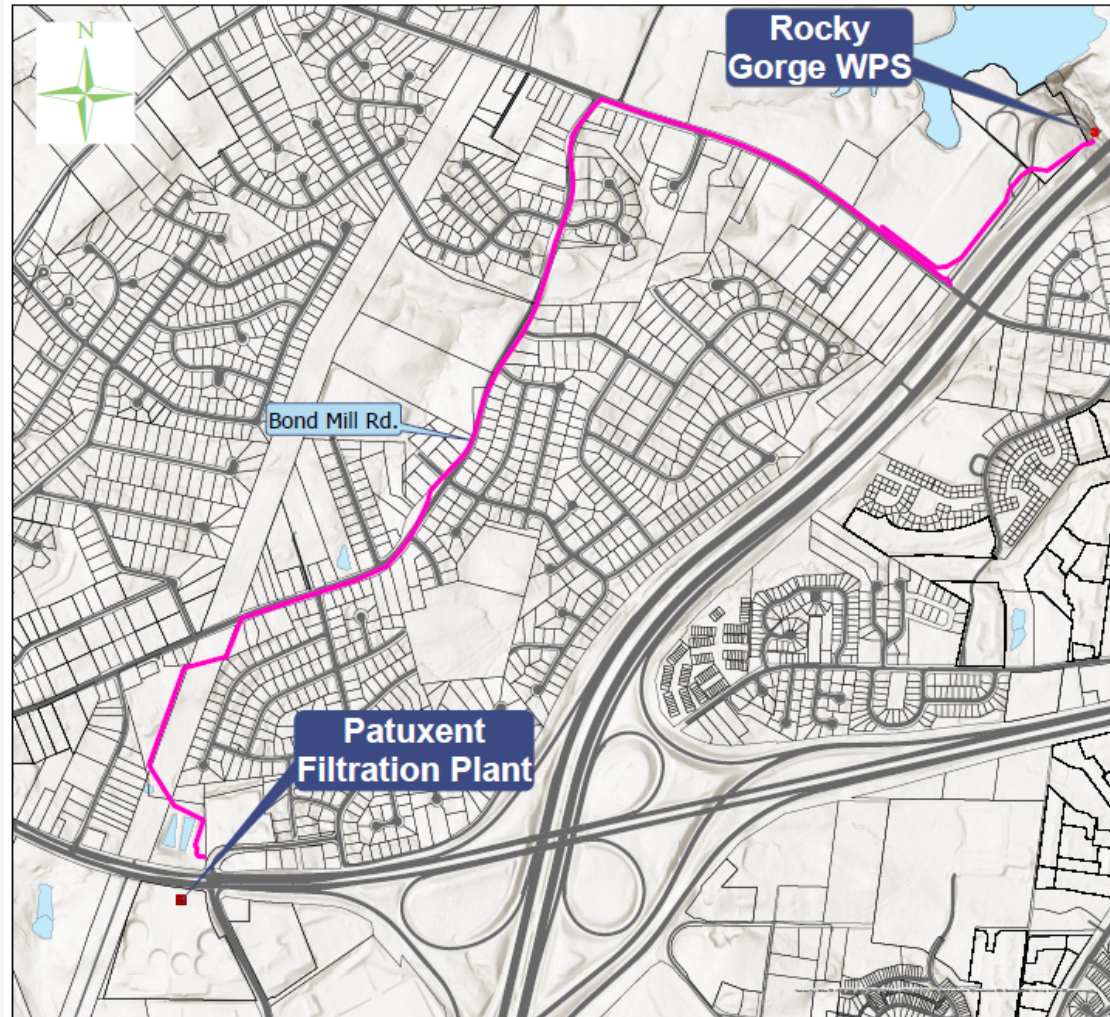 N
Rocky
Gorge WPS
Bond Mill Rd.
Patuxent
Filtration Plant